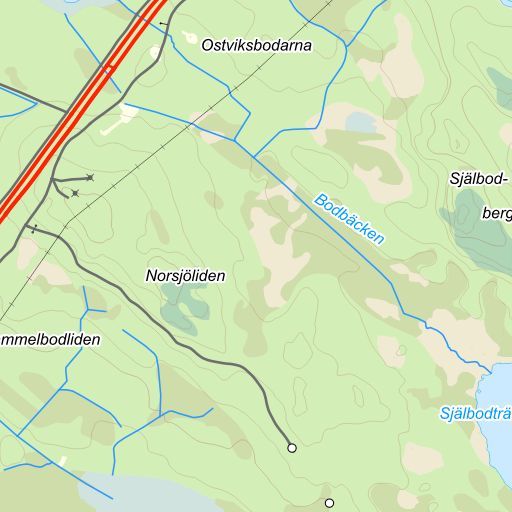 Ostviksbodarna
Själbod-
berg
Bodbäcken
Norsjöliden
mmelbodliden
Själbodträ